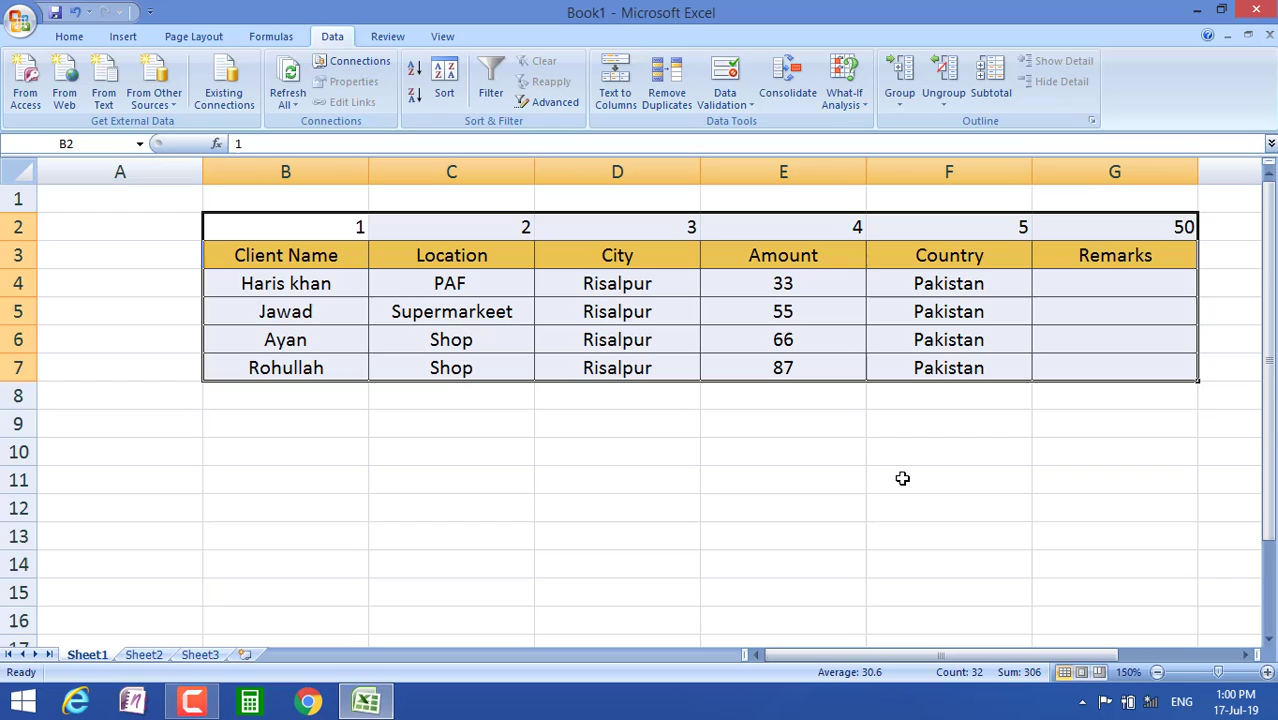 Book1 - Microsoft Excel
Home Insert Page Layout Formulas Data Review View
From Access
From Web
From Text
From Other Sources
Existing Connections
Get External Data
Refresh All
Connections
Properties
Edit Links
Connections
Sort
Filter
Clear
Reapply
Advanced
Sort & Filter
Text to Columns
Remove Duplicates
Data Validation
Consolidate
What-If Analysis
Data Tools
Group
Ungroup
Subtotal
Show Detail
Hide Detail
Outline
B2 fx 1
A B C D E F G
1
2 1 2 3 4 5 50
3 Client Name Location City Amount Country Remarks
4 Haris khan PAF Risalpur 33 Pakistan
5 Jawad Supermarkeet Risalpur 55 Pakistan
6 Ayan Shop Risalpur 66 Pakistan
7 Rohullah Shop Risalpur 87 Pakistan
8
9
10
11
12
13
14
15
16
17
Sheet1 Sheet2 Sheet3
Ready Average: 30.6 Count: 32 Sum: 306 150%
ENG 1:00 PM
17-Jul-19